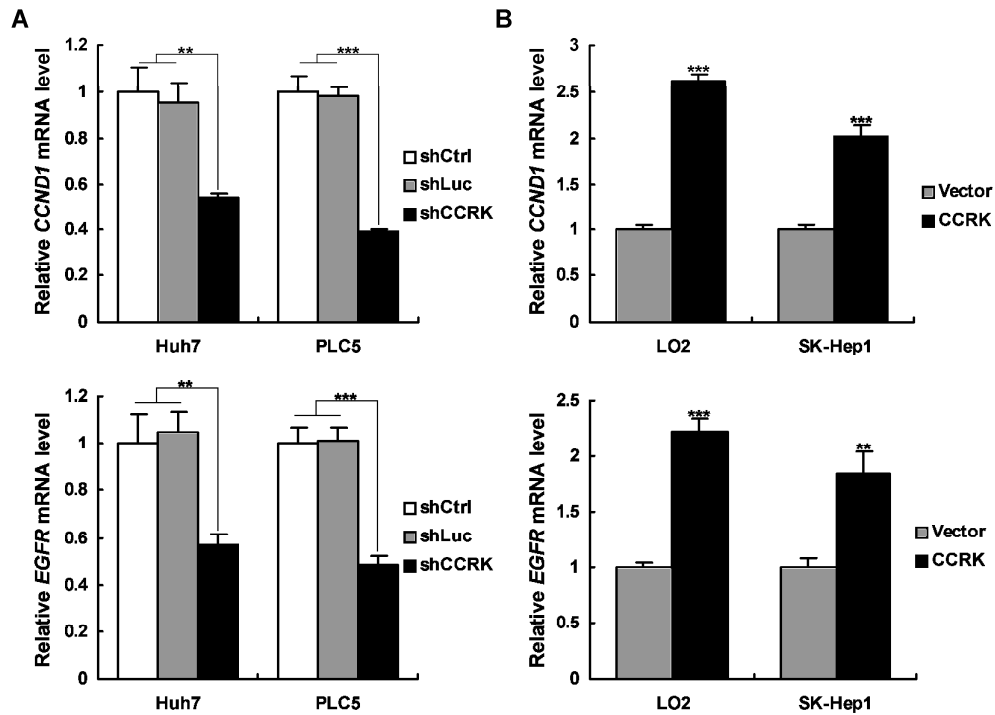 A
Relative CCND1 mRNA level
1.2
1
0.8
0.6
0.4
0.2
0
**
***
Huh7
PLC5
shCtrl
shLuc
shCCRK
B
Relative CCND1 mRNA level
3
2.5
2
1.5
1
0.5
0
***
***
LO2
SK-Hep1
Vector
CCRK
Relative EGFR mRNA level
1.2
1
0.8
0.6
0.4
0.2
0
**
***
Huh7
PLC5
shCtrl
shLuc
shCCRK
Relative EGFR mRNA level
2.5
2
1.5
1
0.5
0
***
**
LO2
SK-Hep1
Vector
CCRK